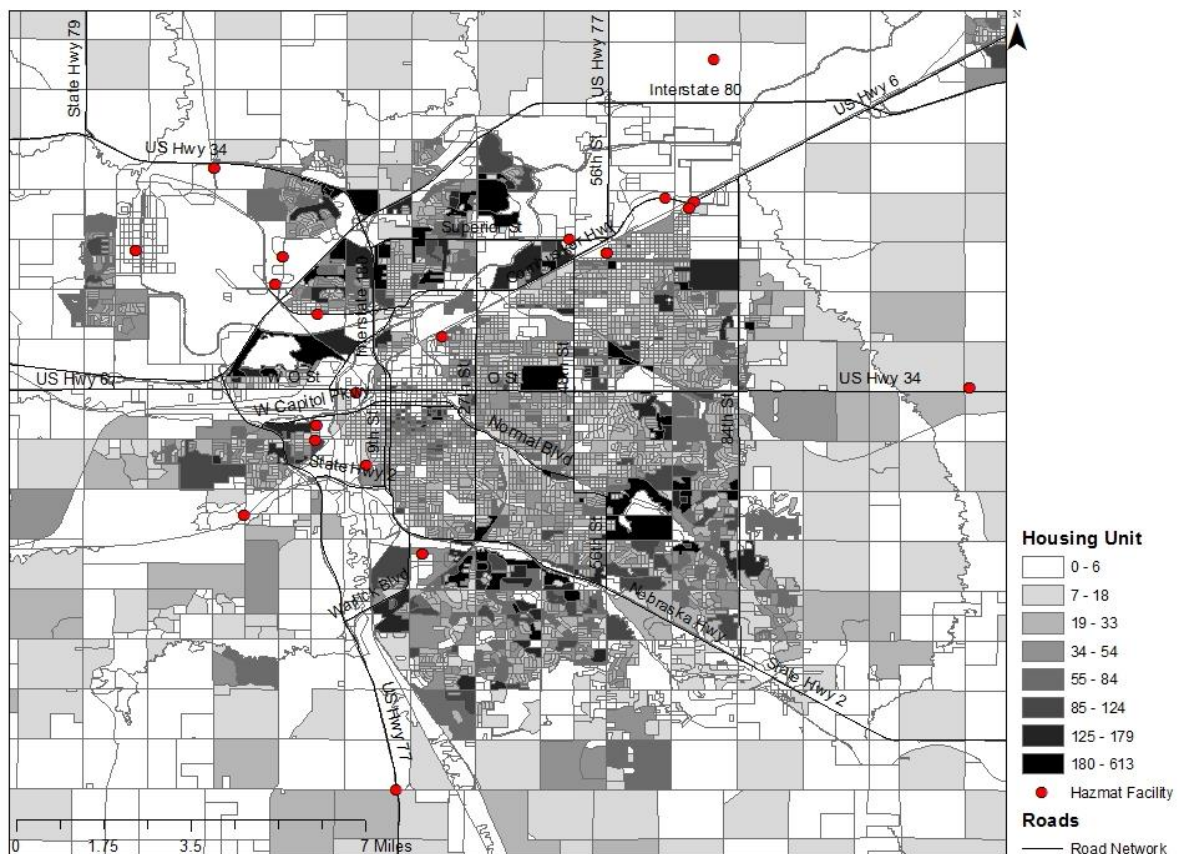 State Hwy 79
US Hwy 77
N
Interstate 80
US Hwy 6
US Hwy 34
56th St
Superior St
Cornhusker Hwy
Interstate 180
48th St
US Hwy 6
W O St
O St
US Hwy 34
W Capitol Pkwy
27th St
9th St
Normal Blvd
84th St
State Hwy 2
56th St
Warlick Blvd
Nebraska Hwy
State Hwy 2
US Hwy 77
0 1.75 3.5 7 Miles
Housing Unit
0 - 6
7 - 18
19 - 33
34 - 54
55 - 84
85 - 124
125 - 179
180 - 613
Hazmat Facility
Roads
Road Network